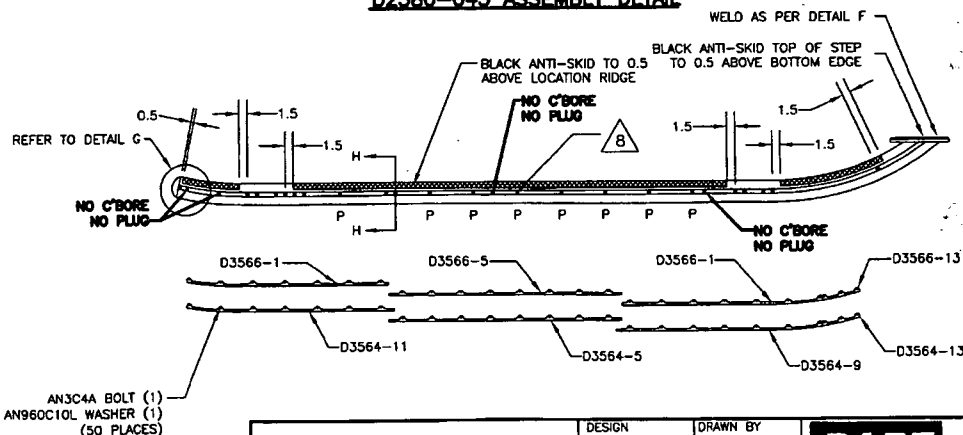 D2580-045 ASSEMBLY DETAIL
WELD AS PER DETAIL F
BLACK ANTI-SKID TO 0.5
ABOVE LOCATION RIDGE
BLACK ANTI-SKID TOP OF STEP
TO 0.5 ABOVE BOTTOM EDGE
NO C'BORE
NO PLUG
8
0.5
1.5
1.5
1.5
1.5
1.5
REFER TO DETAIL G
H
H
NO C'BORE
NO PLUG
P P P P P P P P
NO C'BORE
NO PLUG
D3566-1
D3566-5
D3566-1
D3566-13
D3564-11
D3564-5
D3564-9
D3564-13
AN3C4A BOLT (1)
AN960C10L WASHER (1)
(50 PLACES)
DESIGN
DRAWN BY